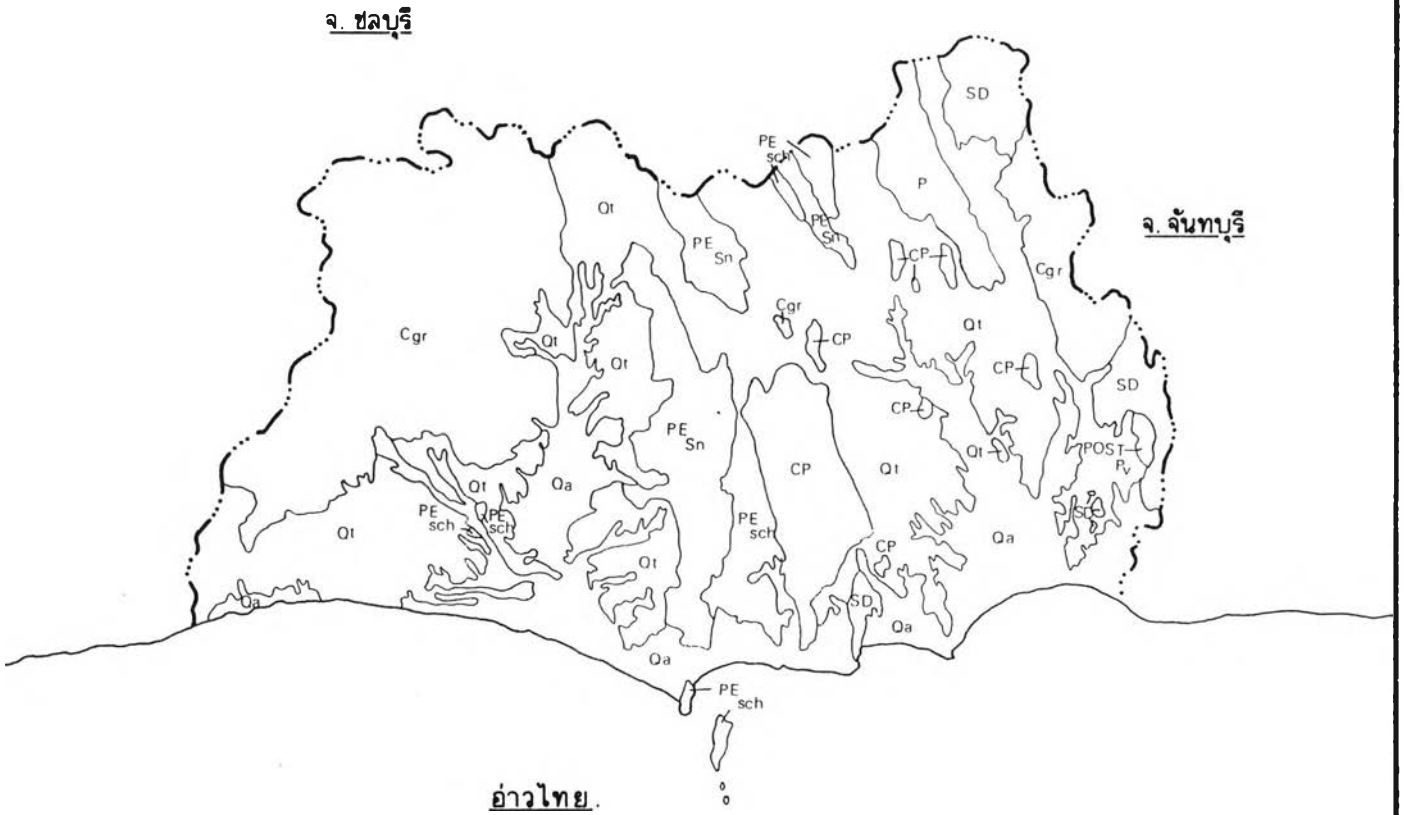 จ. ชลบุรี
SD
PE
sch
P
Qt
จ. จันทบุรี
PE
Sn
PE
Sn
CP
Cgr
Cgr
Qt
Cgr
Qt
CP
Qt
CP
SD
CP
PE
Sn
Qt
POST
Pv
CP
Qt
Qt
Qa
PE
sch
PE
sch
PE
sch
SD
Qt
Qa
CP
Qt
Qa
SD
Qa
Qa
PE
sch
อ่าวไทย.